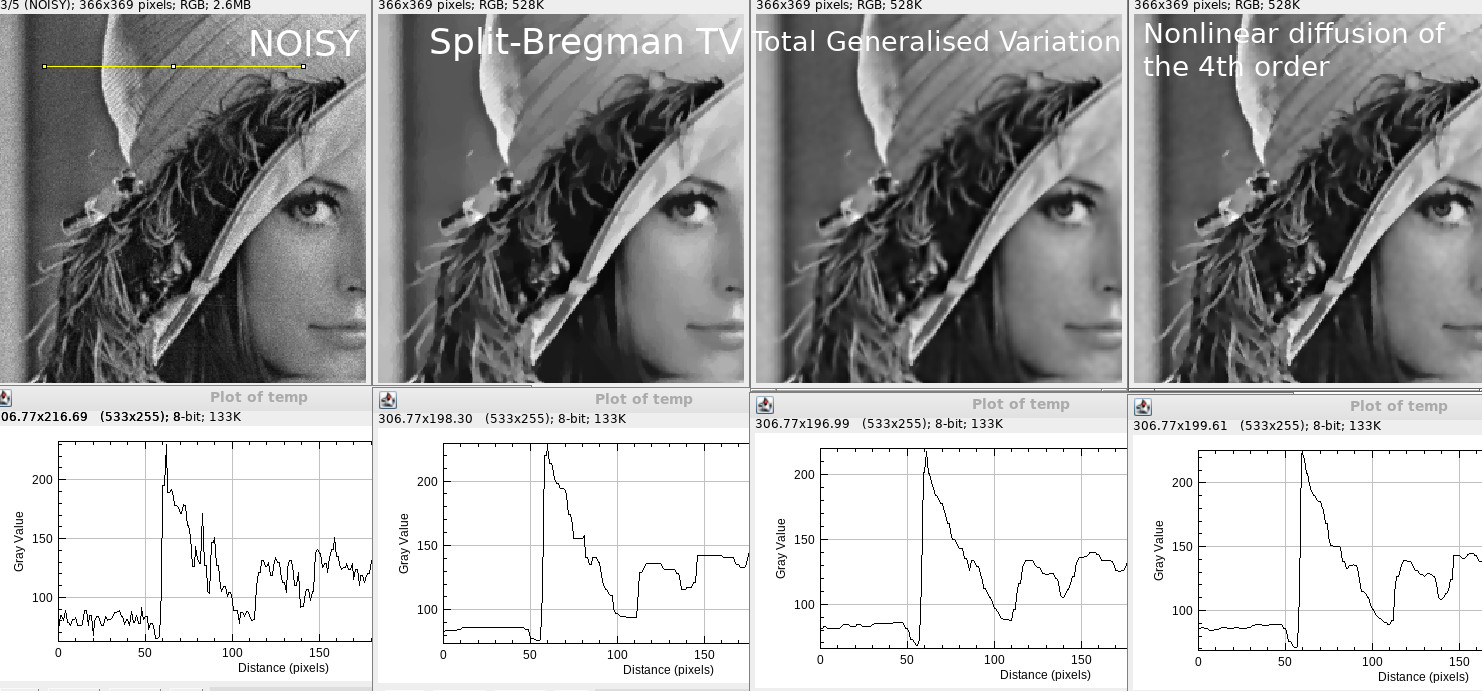 3/5 (NOISY); 366x369 pixels; RGB; 2.6MB
NOISY
366x369 pixels; RGB; 528K
Split-Bregman TV
366x369 pixels; RGB; 528K
Total Generalised Variation
366x369 pixels; RGB; 528K
Nonlinear diffusion of
the 4th order
Plot of temp
06.77x216.69 (533x255); 8-bit; 133K
Gray Value
200
150
100
0 50 100 150
Distance (pixels)
Plot of temp
306.77x198.30 (533x255); 8-bit; 133K
Gray Value
200
150
100
0 50 100 150
Distance (pixels)
Plot of temp
306.77x196.99 (533x255); 8-bit; 133K
Gray Value
200
150
100
0 50 100 150
Distance (pixels)
Plot of temp
306.77x199.61 (533x255); 8-bit; 133K
Gray Value
200
150
100
0 50 100 150
Distance (pixels)